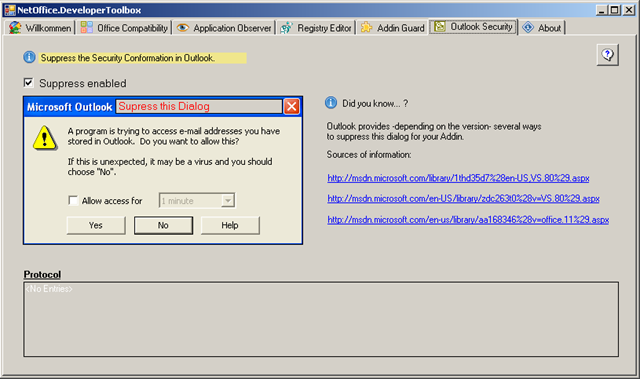 NetOffice.DeveloperToolbox
Willkommen Office Compatibility Application Observer Registry Editor Addin Guard Outlook Security About
Suppress the Security Conformation in Outlook.
Suppress enabled
Microsoft Outlook Supress this Dialog
A program is trying to access e-mail addresses you have
stored in Outlook. Do you want to allow this?
If this is unexpected, it may be a virus and you should
choose "No".
Allow access for 1 minute
Yes No Help
Did you know... ?
Outlook provides -depending on the version- several ways
to suppress this dialog for your Addin.
Sources of information:
http://msdn.microsoft.com/library/1thd35d7%28en-US,VS.80%29.aspx
http://msdn.microsoft.com/en-US/library/zdc263t0%28v=VS.80%29.aspx
http://msdn.microsoft.com/en-us/library/aa168346%28v=office.11%29.aspx
Protocol
<No Entries>